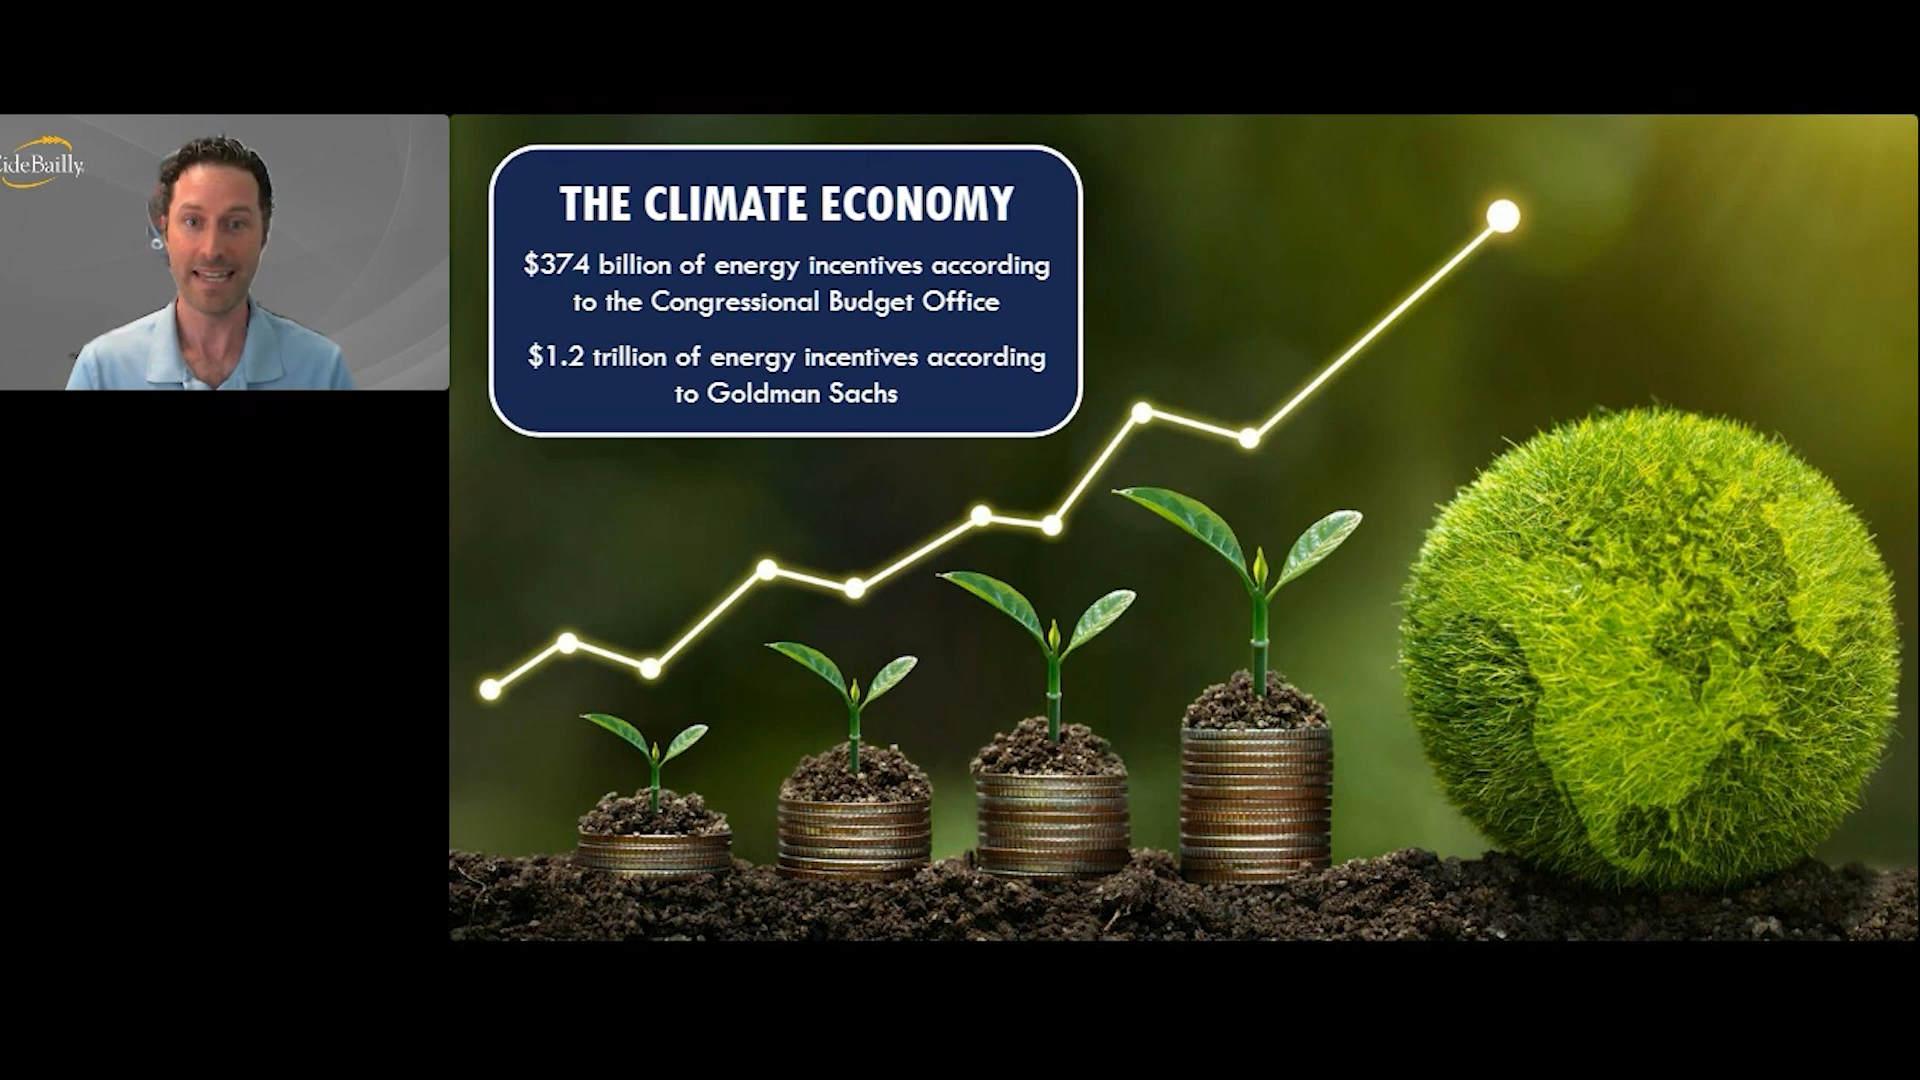 EideBailly
THE CLIMATE ECONOMY
$374 billion of energy incentives according
to the Congressional Budget Office
$1.2 trillion of energy incentives according
to Goldman Sachs